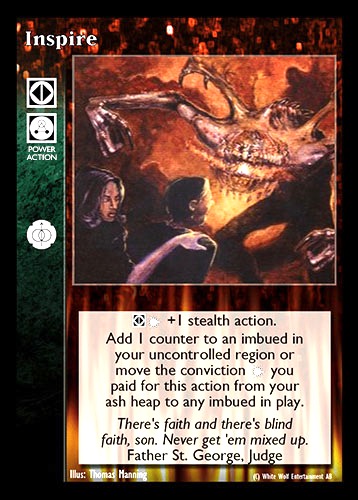 Inspire
POWER
ACTION
+1 stealth action.
Add 1 counter to an imbued in
your uncontrolled region or
move the conviction you
paid for this action from your
ash heap to any imbued in play.
There's faith and there's blind
faith, son. Never get 'em mixed up.
Father St. George, Judge
Illus: Thomas Manning
(C) White Wolf Entertainment AB